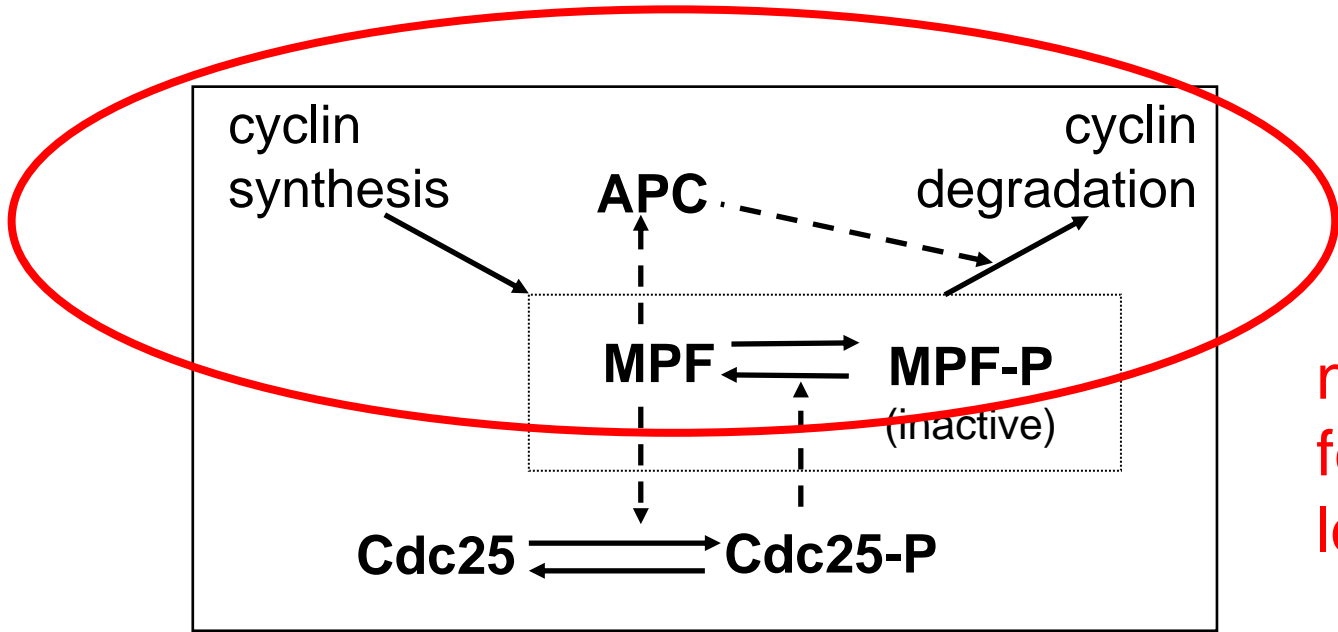 cyclin
synthesis
cyclin
degradation
APC
MPF
MPF-P
(inactive)
Cdc25
Cdc25-P